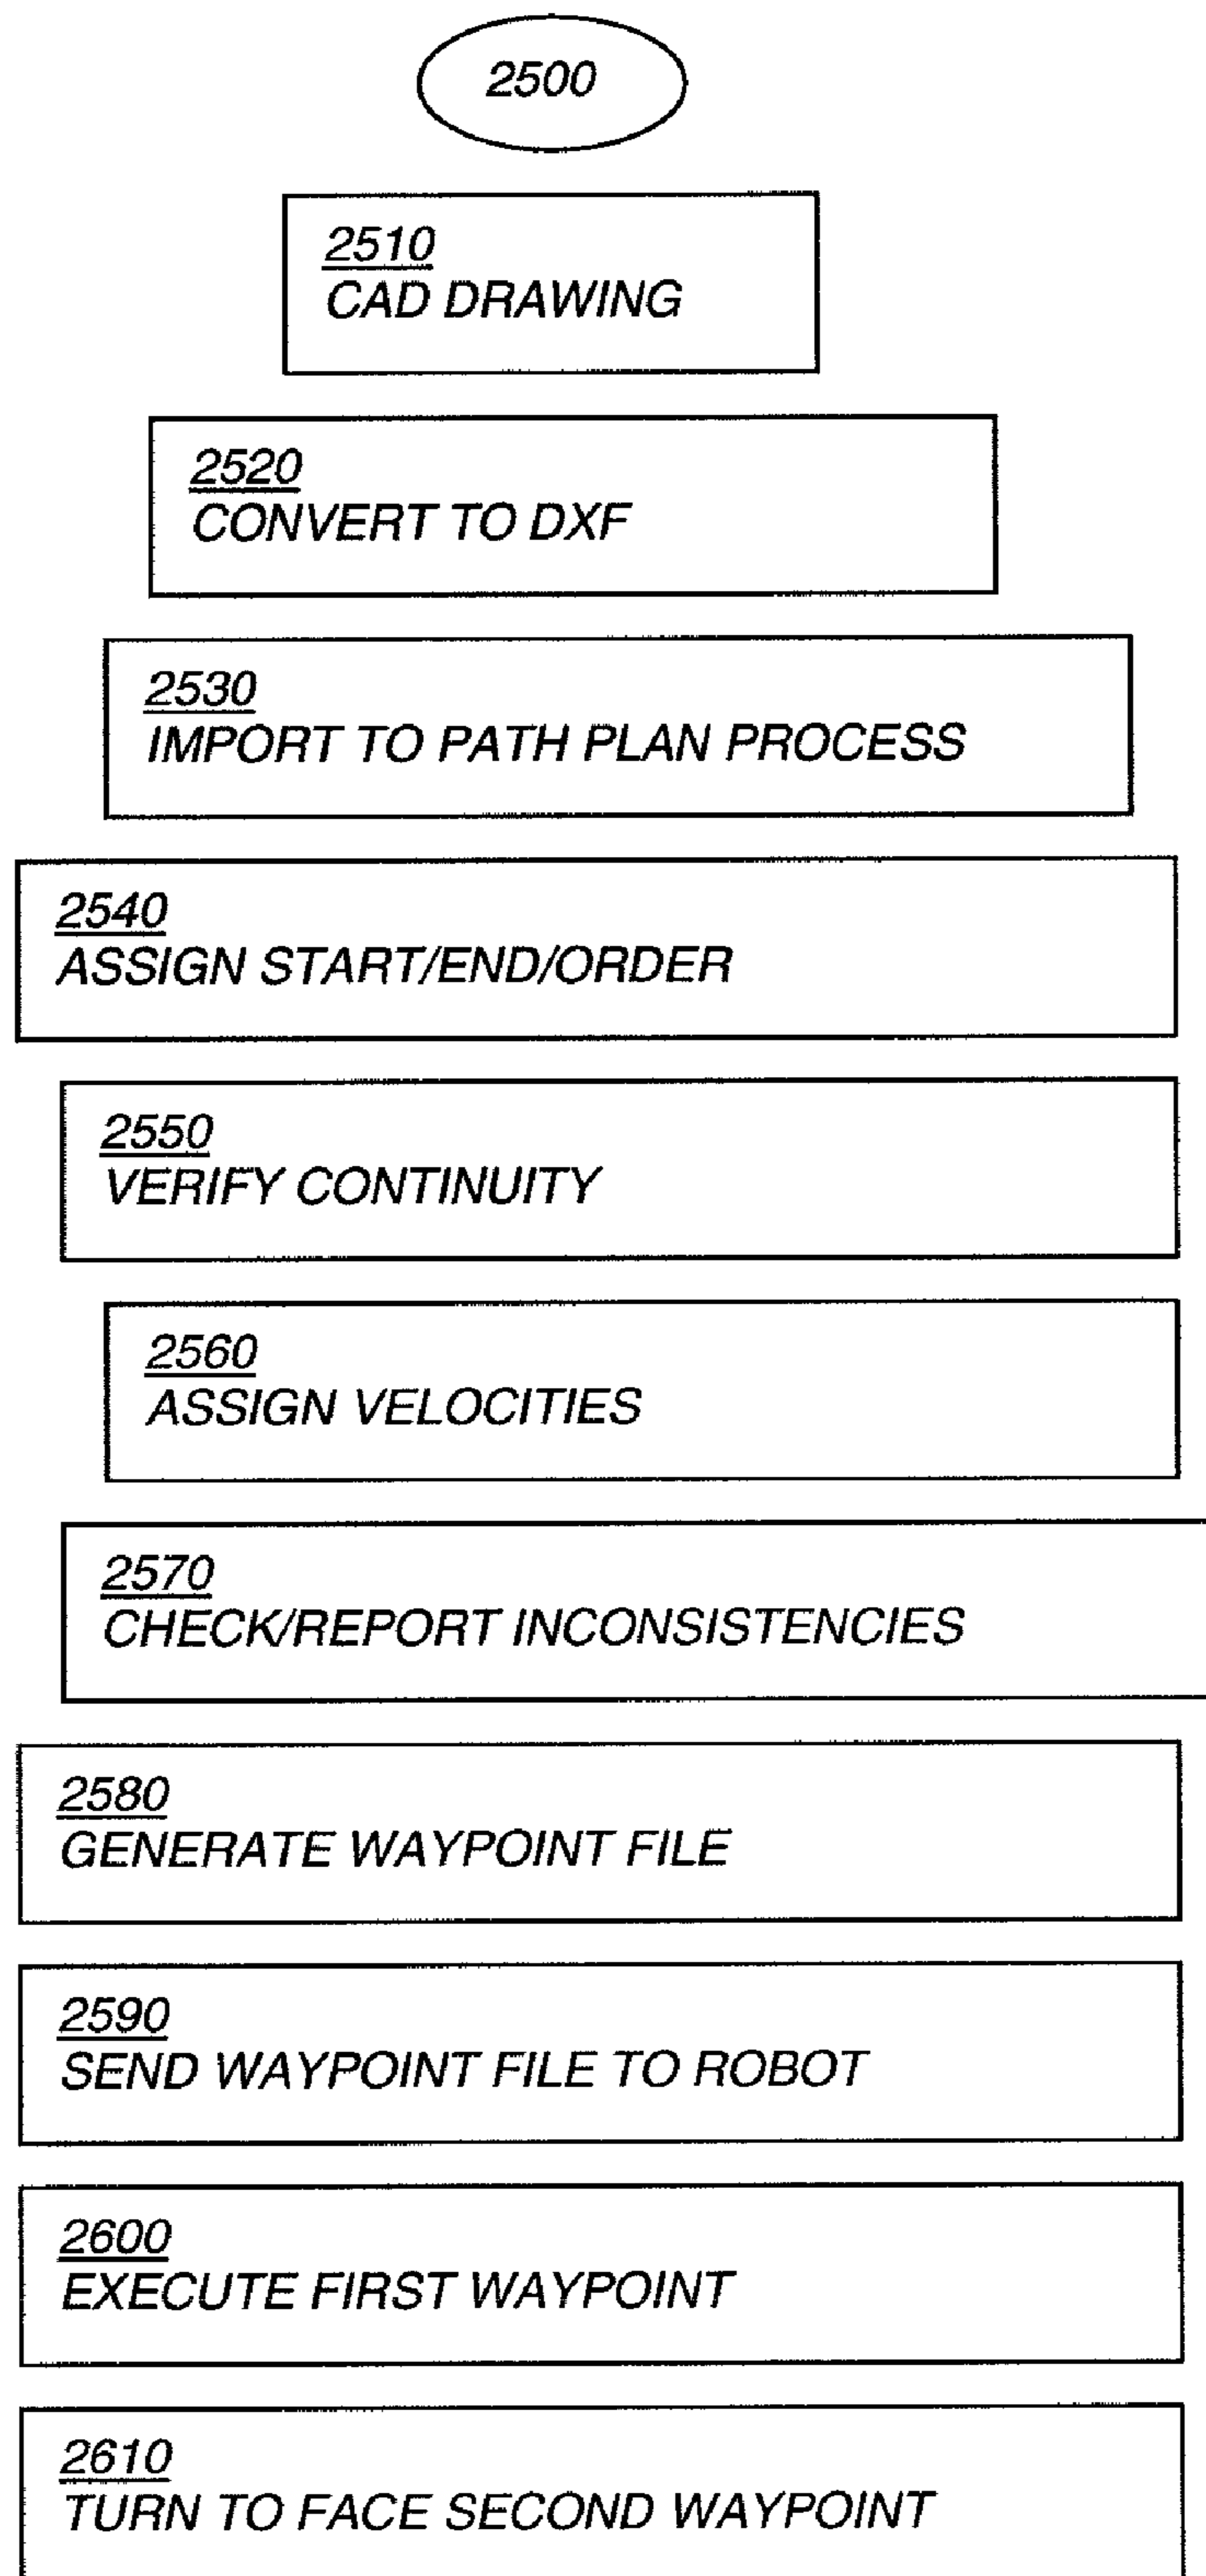 2500
2510
CAD DRAWING
2520
CONVERT TO DXF
2530
IMPORT TO PATH PLAN PROCESS
2540
ASSIGN START/END/ORDER
2550
VERIFY CONTINUITY
2560
ASSIGN VELOCITIES
2570
CHECK/REPORT INCONSISTENCIES
2580
GENERATE WAYPOINT FILE
2590
SEND WAYPOINT FILE TO ROBOT
2600
EXECUTE FIRST WAYPOINT
2610
TURN TO FACE SECOND WAYPOINT